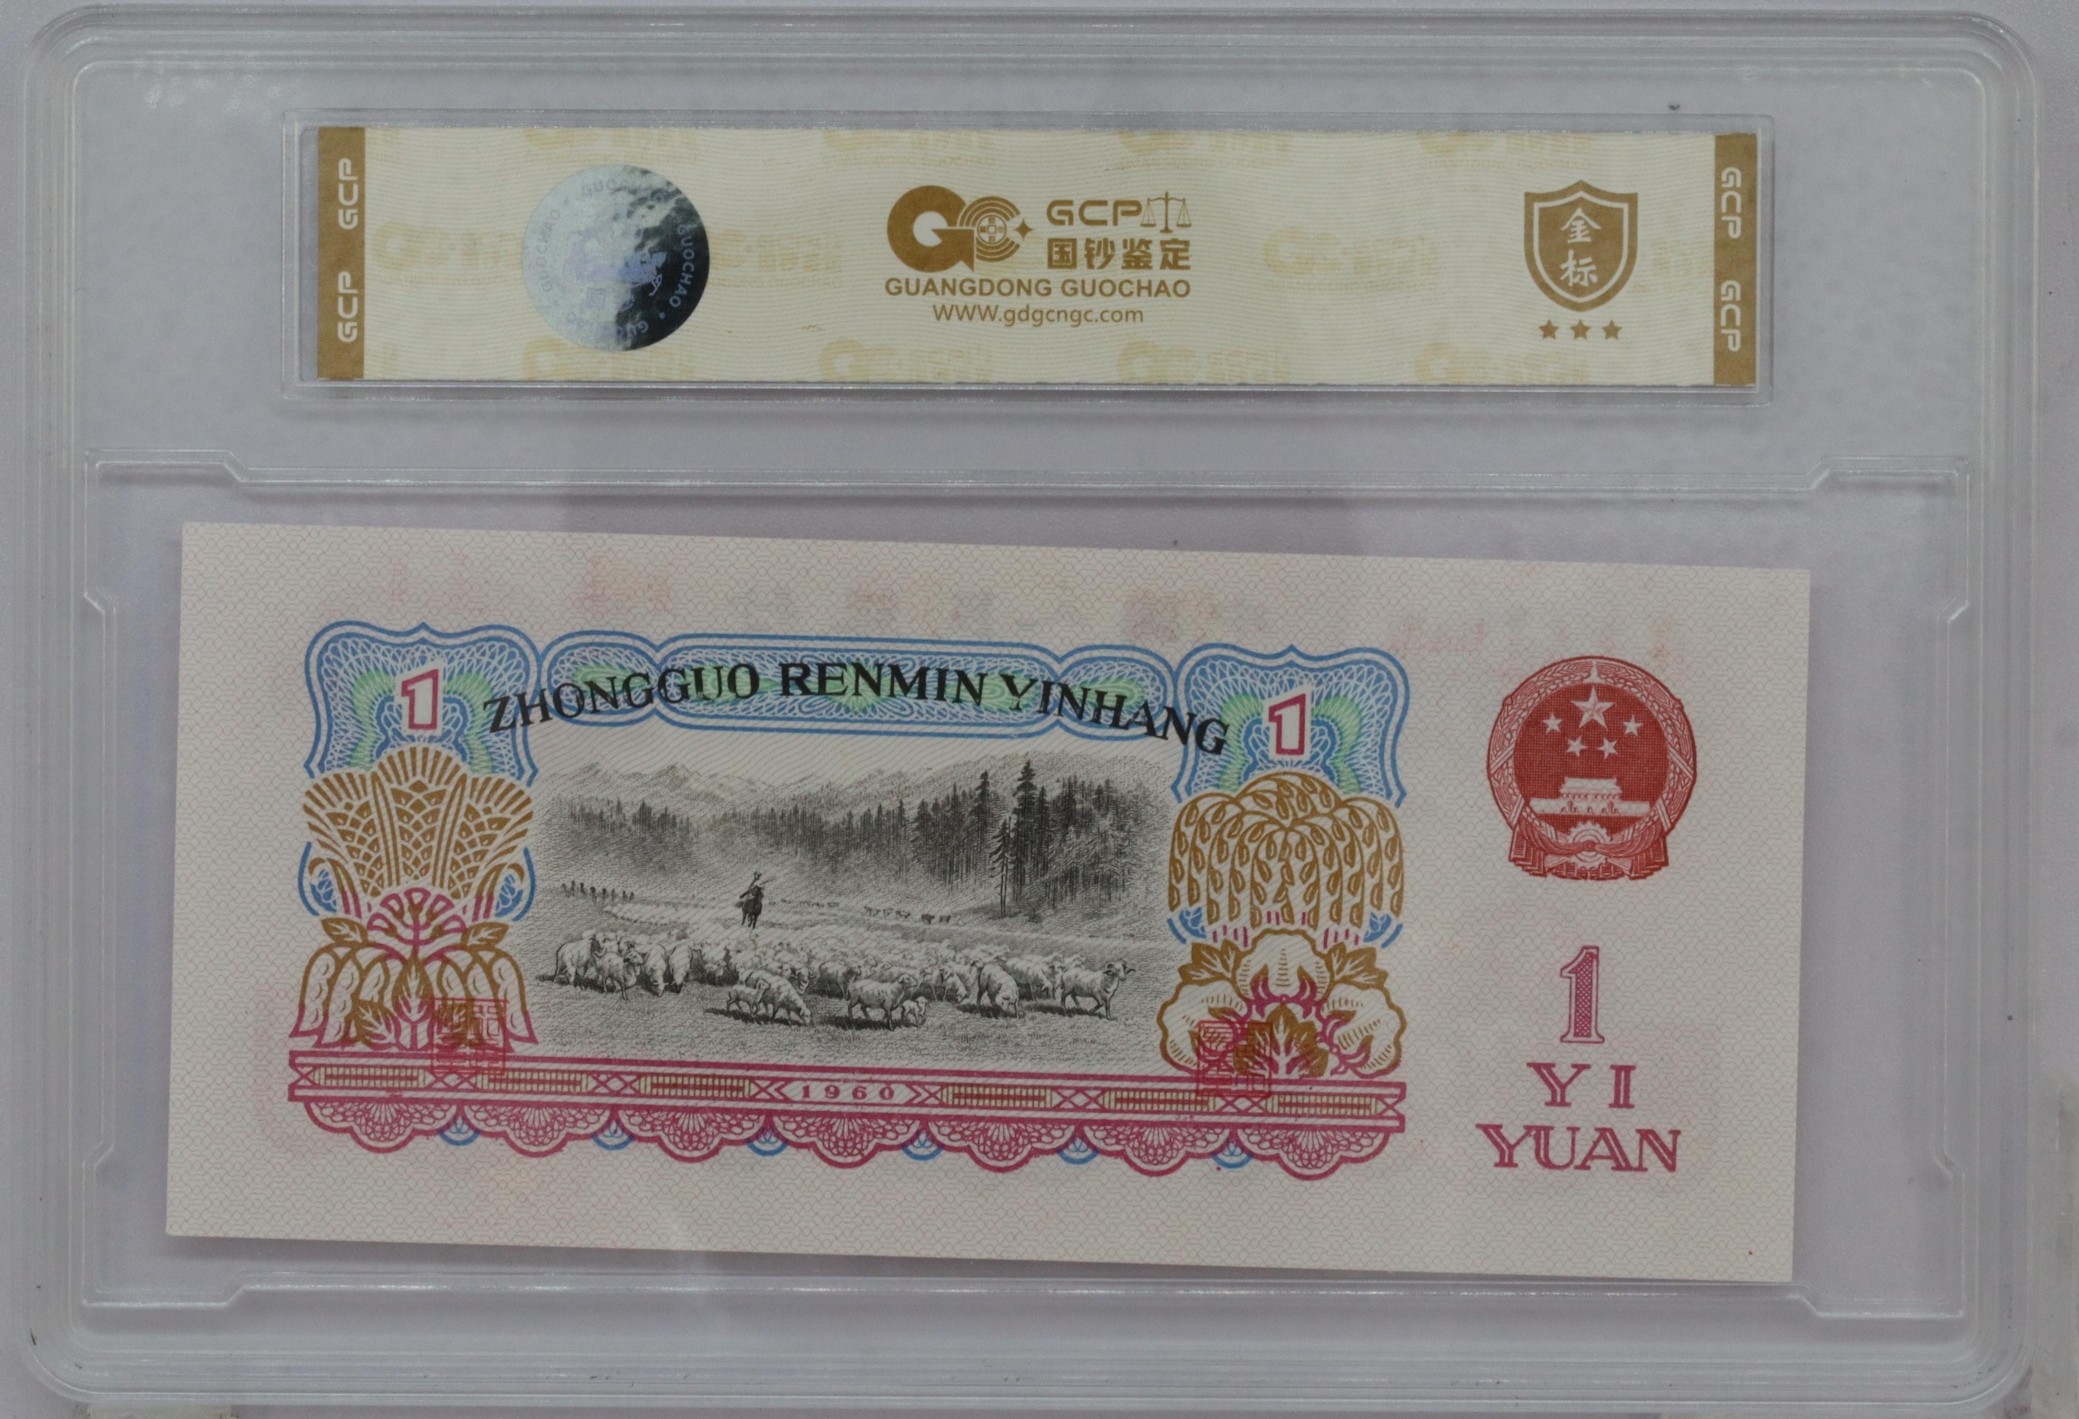 GCP GCP
GUOCHAO
GCP
国钞鉴定
GUANGDONG GUOCHAO
WWW.gdgcngc.com
金标
GCP GCP
ZHONGGUO RENMIN YINHANG
1
1
1960
1
YI
YUAN